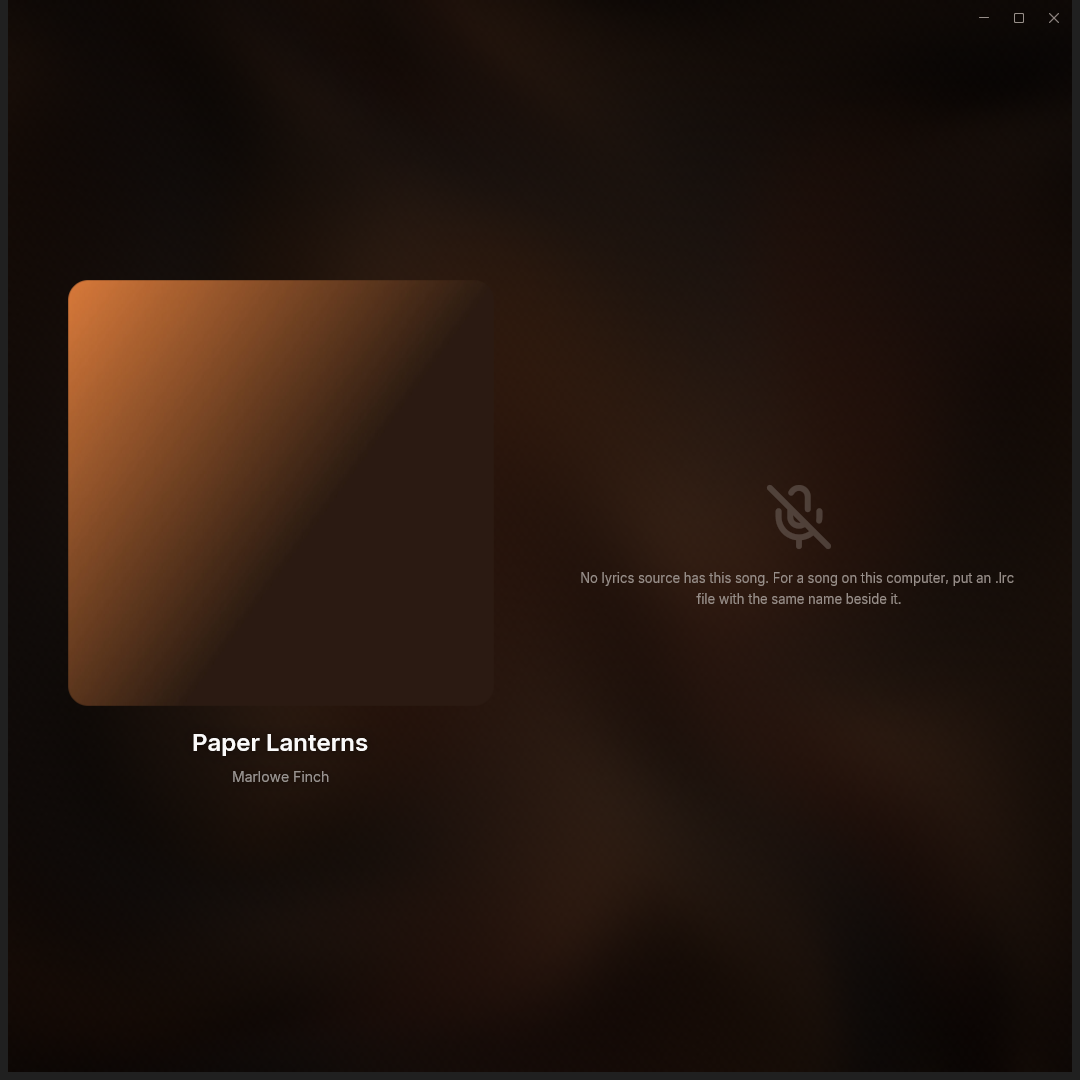 Paper Lanterns
Marlowe Finch
No lyrics source has this song. For a song on this computer, put an .lrc
file with the same name beside it.